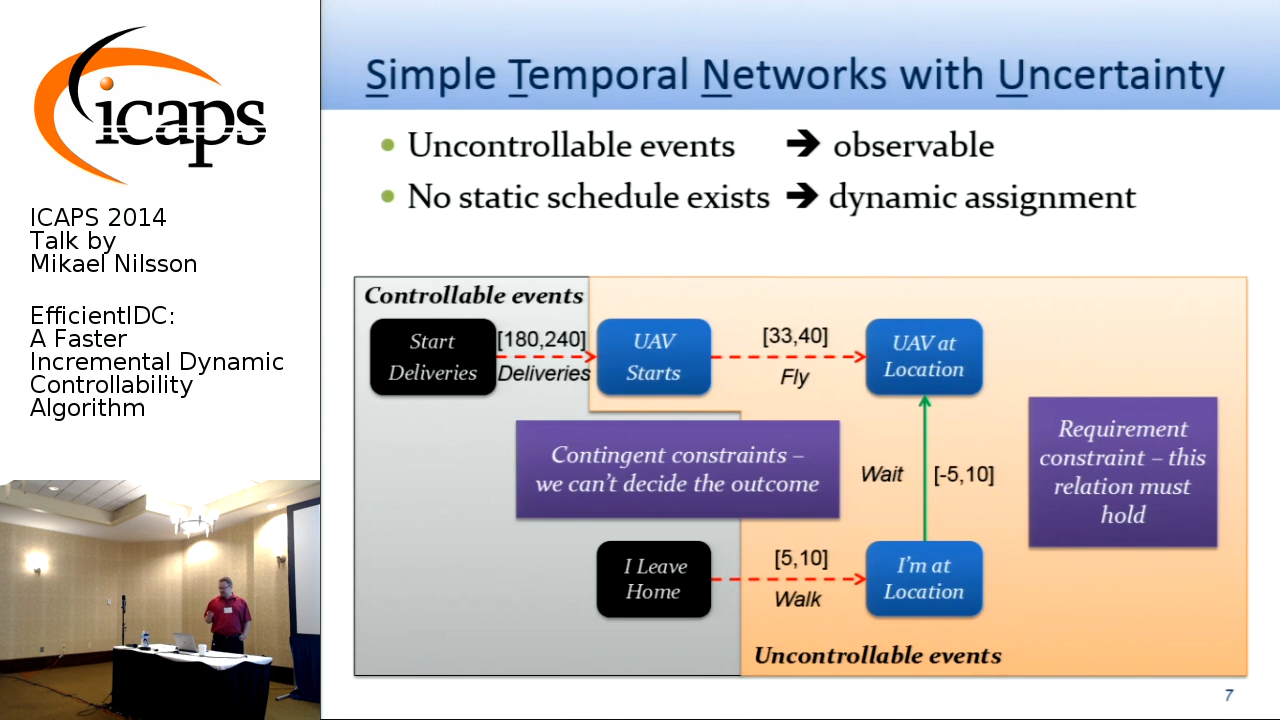 icaps
ICAPS 2014
Talk by
Mikael Nilsson
EfficientIDC:
A Faster
Incremental Dynamic
Controllability
Algorithm
Simple Temporal Networks with Uncertainty
Uncontrollable events ➔ observable
No static schedule exists ➔ dynamic assignment
Controllable events
Start
Deliveries
[180,240]
Deliveries
UAV
Starts
[33,40]
Fly
UAV at
Location
Contingent constraints –
we can't decide the outcome
Wait
[-5,10]
Requirement
constraint – this
relation must
hold
I Leave
Home
[5,10]
Walk
I'm at
Location
Uncontrollable events
7